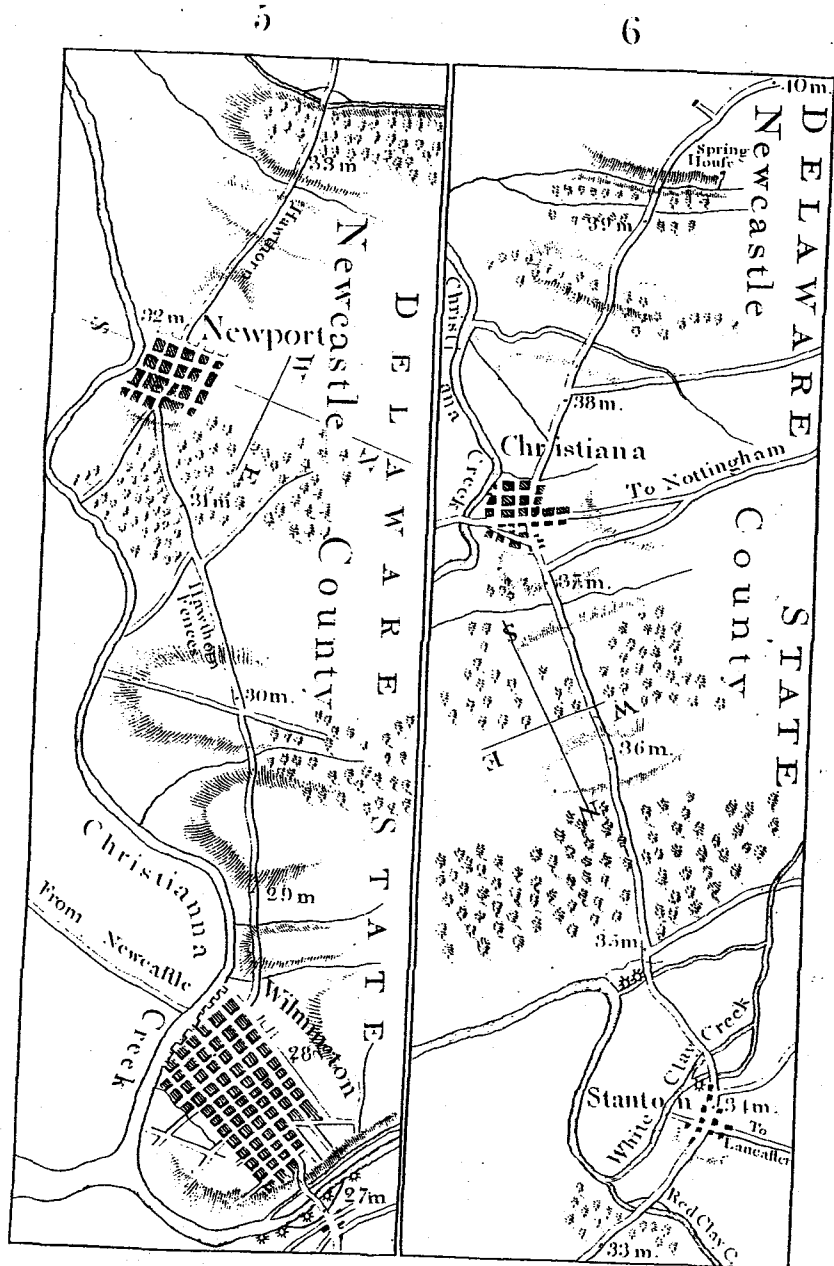 5
33m
Hawthorn
32m
S
Newport
W
N
E
Newcastle
County
DELAWARE
STATE
31m
Hawthorn
Fences
30m.
29m
Christianna
Creek
From Newcaſtle
Wilmington
28
27m
6
40m.
DELAWARE
STATE
Newcastle
County
Spring
Houſe
39m
38m.
Christiana
Creek
Christiana
To Nottingham
37m.
S
W
E
N
36m.
35m
White Clay Creek
Stanton
34m.
To
Lancaſter
Red Clay C.
33m.